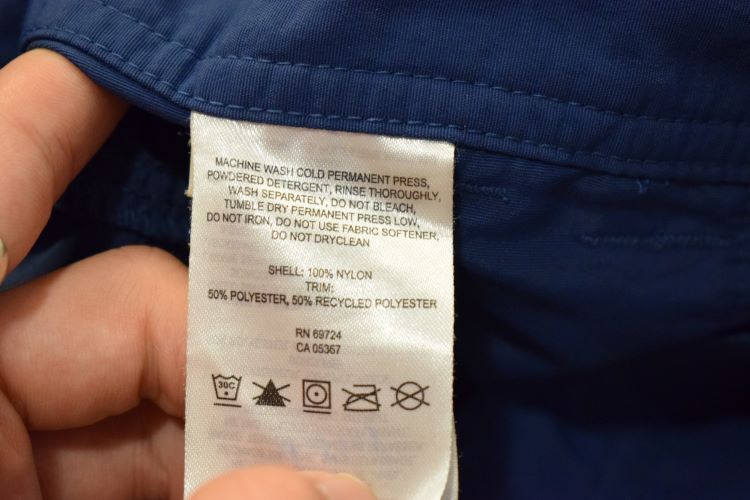 MACHINE WASH COLD PERMANENT PRESS,
POWDERED DETERGENT, RINSE THOROUGHLY,
WASH SEPARATELY, DO NOT BLEACH,
TUMBLE DRY PERMANENT PRESS LOW,
DO NOT IRON, DO NOT USE FABRIC SOFTENER,
DO NOT DRYCLEAN
SHELL: 100% NYLON
TRIM:
50% POLYESTER, 50% RECYCLED POLYESTER
RN 69724
CA 05367
30C